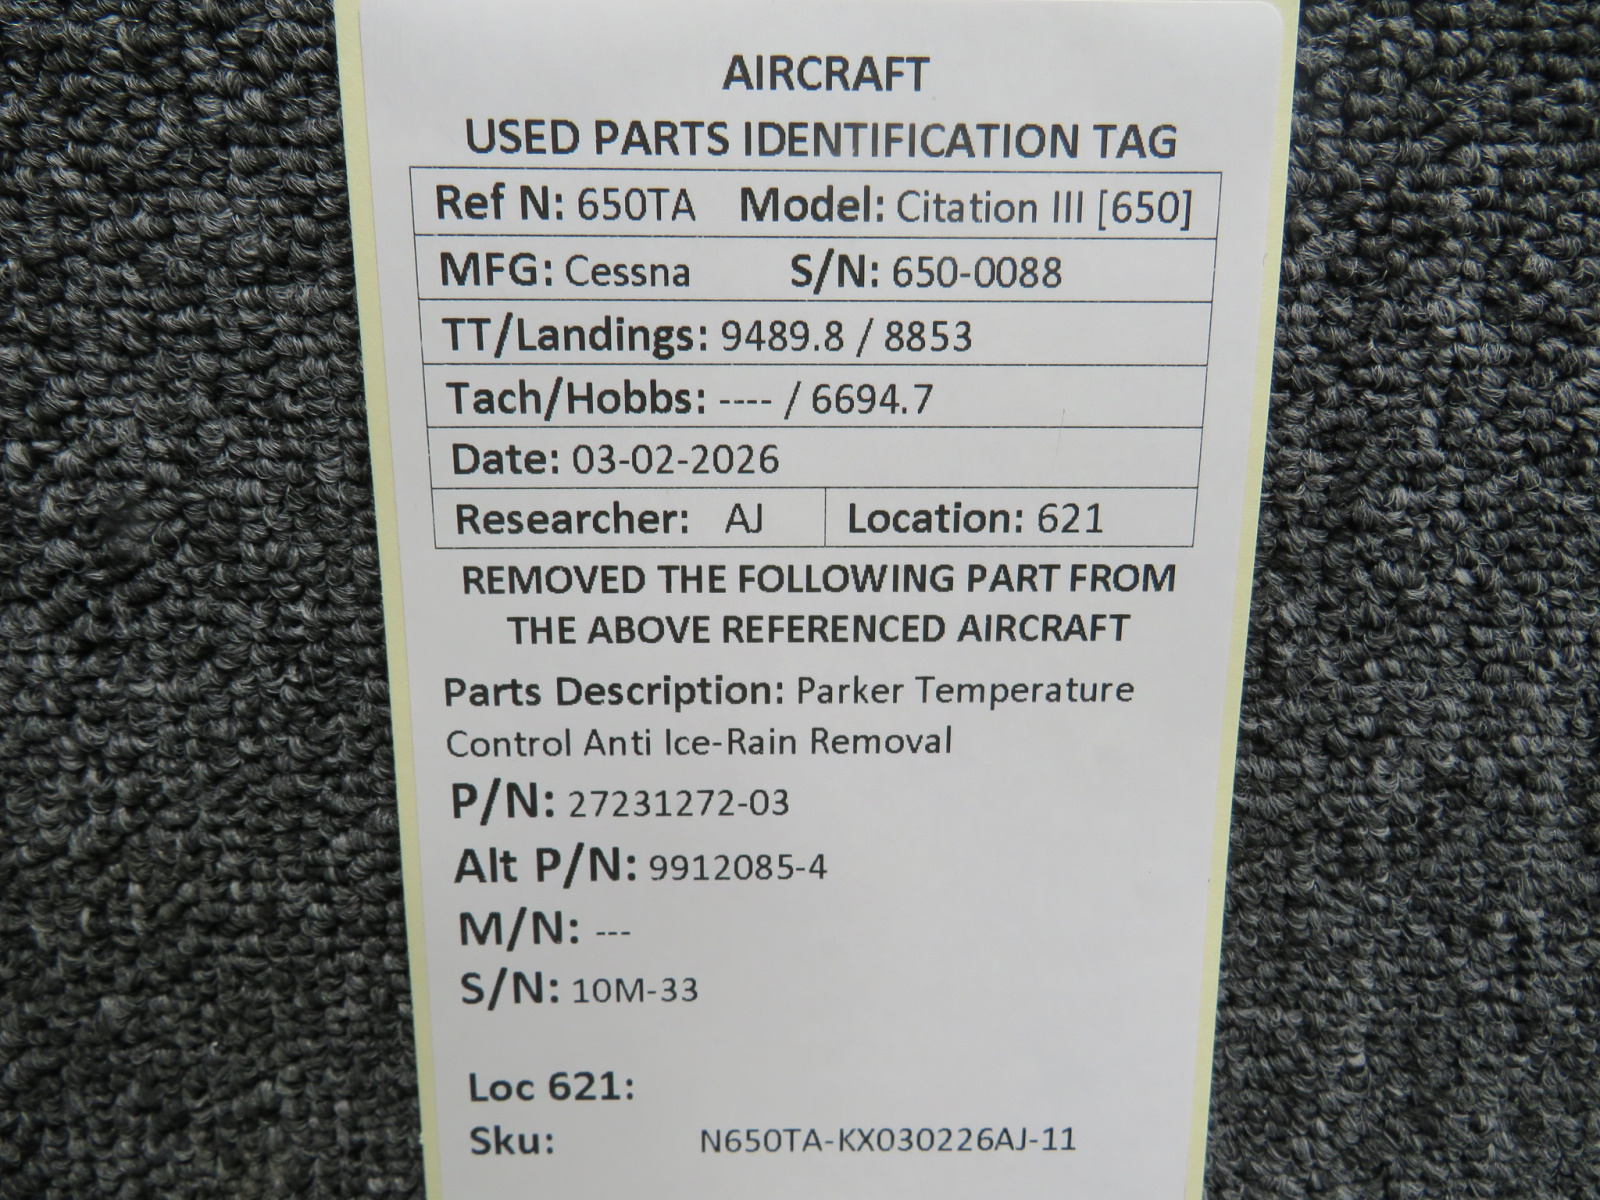 AIRCRAFT
USED PARTS IDENTIFICATION TAG
Ref N: 650TA Model: Citation III [650]
MFG: Cessna S/N: 650-0088
TT/Landings: 9489.8 / 8853
Tach/Hobbs: ---- / 6694.7
Date: 03-02-2026
Researcher: AJ Location: 621
REMOVED THE FOLLOWING PART FROM
THE ABOVE REFERENCED AIRCRAFT
Parts Description: Parker Temperature
Control Anti Ice-Rain Removal
P/N: 27231272-03
Alt P/N: 9912085-4
M/N: ---
S/N: 10M-33
Loc 621:
Sku: N650TA-KX030226AJ-11